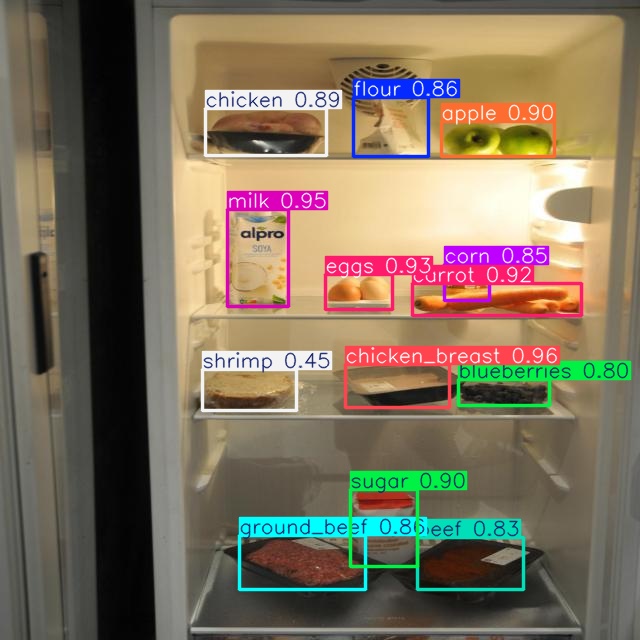 chicken 0.89
flour 0.86
apple 0.90
milk 0.95
alpro
SOYA
eggs 0.93
corn 0.85
carrot 0.92
shrimp 0.45
chicken_breast 0.96
blueberries 0.80
sugar 0.90
ground_beef 0.86
beef 0.83